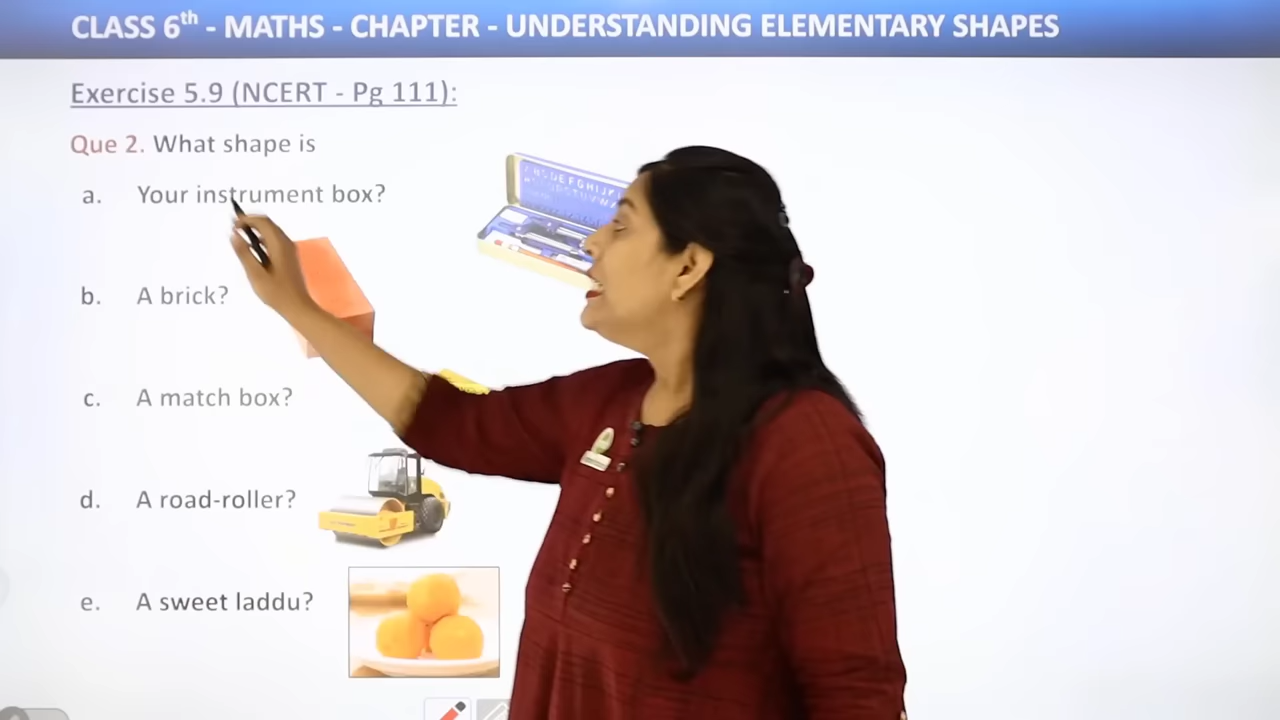 CLASS 6th - MATHS - CHAPTER - UNDERSTANDING ELEMENTARY SHAPES
Exercise 5.9 (NCERT - Pg 111):
Que 2. What shape is
a. Your instrument box?
b. A brick?
c. A match box?
d. A road-roller?
e. A sweet laddu?